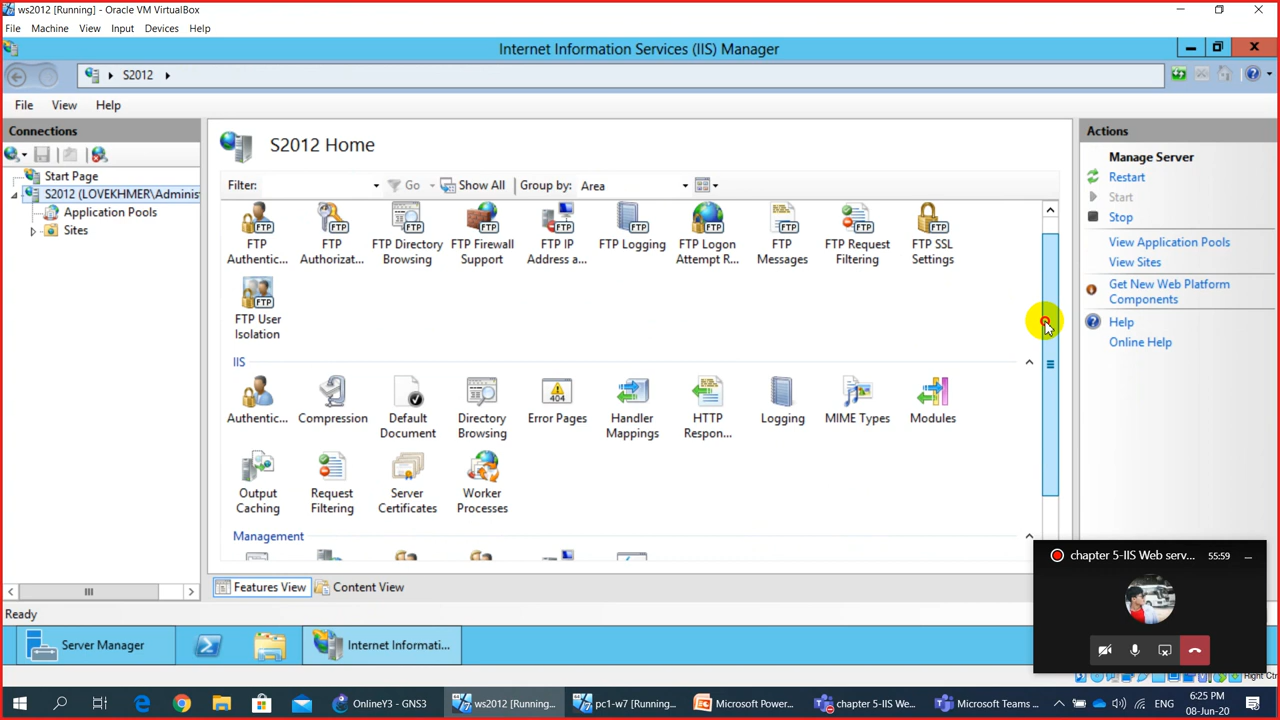 ws2012 [Running] - Oracle VM VirtualBox
File Machine View Input Devices Help
Internet Information Services (IIS) Manager
S2012
File View Help
Connections
Start Page
S2012 (LOVEKHMER\Adminis
Application Pools
Sites
S2012 Home
Filter: Go Show All Group by: Area
FTP Authentic...
FTP Authorizat...
FTP Directory Browsing
FTP Firewall Support
FTP IP Address a...
FTP Logging
FTP Logon Attempt R...
FTP Messages
FTP Request Filtering
FTP SSL Settings
FTP User Isolation
IIS
Authentic...
Compression
Default Document
Directory Browsing
Error Pages
Handler Mappings
HTTP Respon...
Logging
MIME Types
Modules
Output Caching
Request Filtering
Server Certificates
Worker Processes
Management
Features View Content View
Ready
Actions
Manage Server
Restart
Start
Stop
View Application Pools
View Sites
Get New Web Platform
Components
Help
Online Help
chapter 5-IIS Web serv... 55:59
Server Manager
Internet Informati...
Right Ctr
OnlineY3 - GNS3
ws2012 [Running...
pc1-w7 [Running...
Microsoft Power...
chapter 5-IIS We...
Microsoft Teams ...
ENG
6:25 PM
08-Jun-20